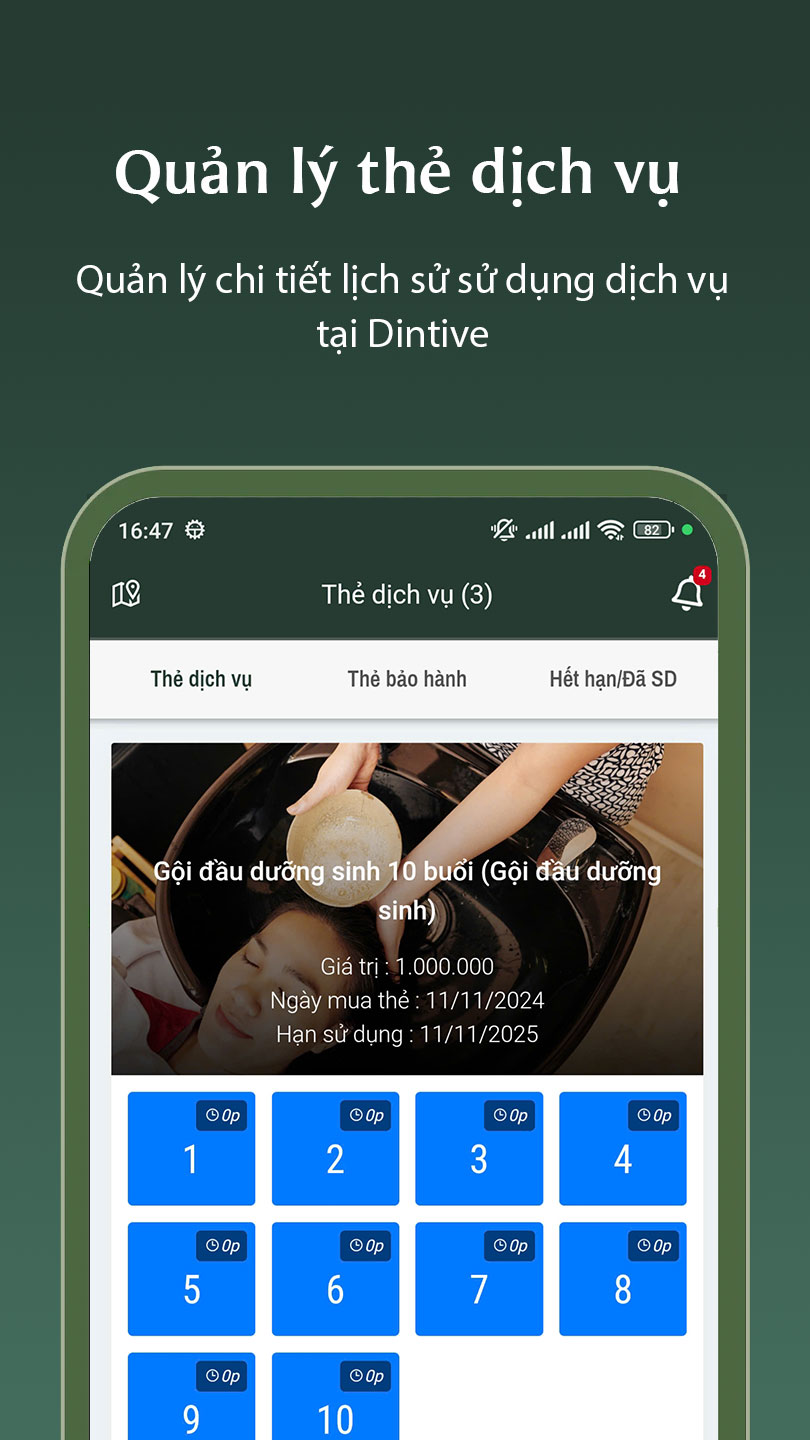 Quản lý thẻ dịch vụ
Quản lý chi tiết lịch sử sử dụng dịch vụ
tại Dintive
16:47
82
Thẻ dịch vụ (3)
4
Thẻ dịch vụ
Thẻ bảo hành
Hết hạn/Đã SD
Gội đầu dưỡng sinh 10 buổi (Gội đầu dưỡng
sinh)
Giá trị : 1.000.000
Ngày mua thẻ : 11/11/2024
Hạn sử dụng : 11/11/2025
0p
1
0p
2
0p
3
0p
4
0p
5
0p
6
0p
7
0p
8
0p
9
0p
10